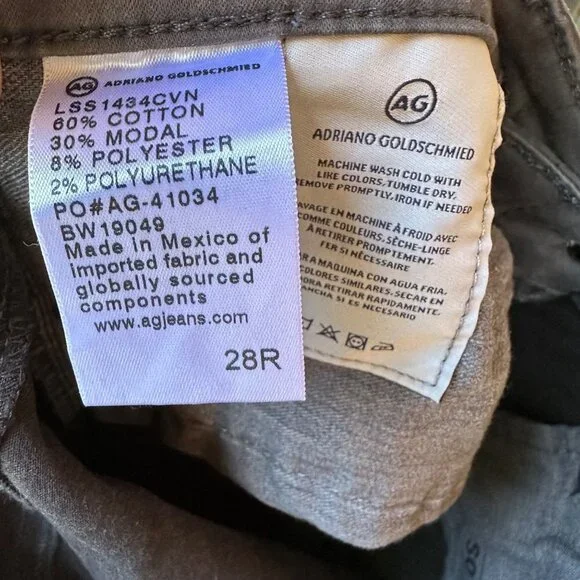 AG ADRIANO GOLDSCHMIED
LSS1434CVN
60% COTTON
30% MODAL
8% POLYESTER
2% POLYURETHANE
PO#AG-41034
BW19049
Made in Mexico of
imported fabric and
globally sourced
components
www.agjeans.com
28R
AG
ADRIANO GOLDSCHMIED
MACHINE WASH COLD WITH
LIKE COLORS, TUMBLE DRY,
REMOVE PROMPTLY, IRON IF NEEDED
LAVAGE EN MACHINE À FROID AVEC
COMME COULEURS, SÈCHE-LINGE
À RETIRER PROMPTEMENT,
FER SI NÉCESSAIRE
A MAQUINA CON AGUA FRIA,
COLORES SIMILARES. SECAR EN
RETIRAR RAPIDAMENTE.
SI ES NECESARIO